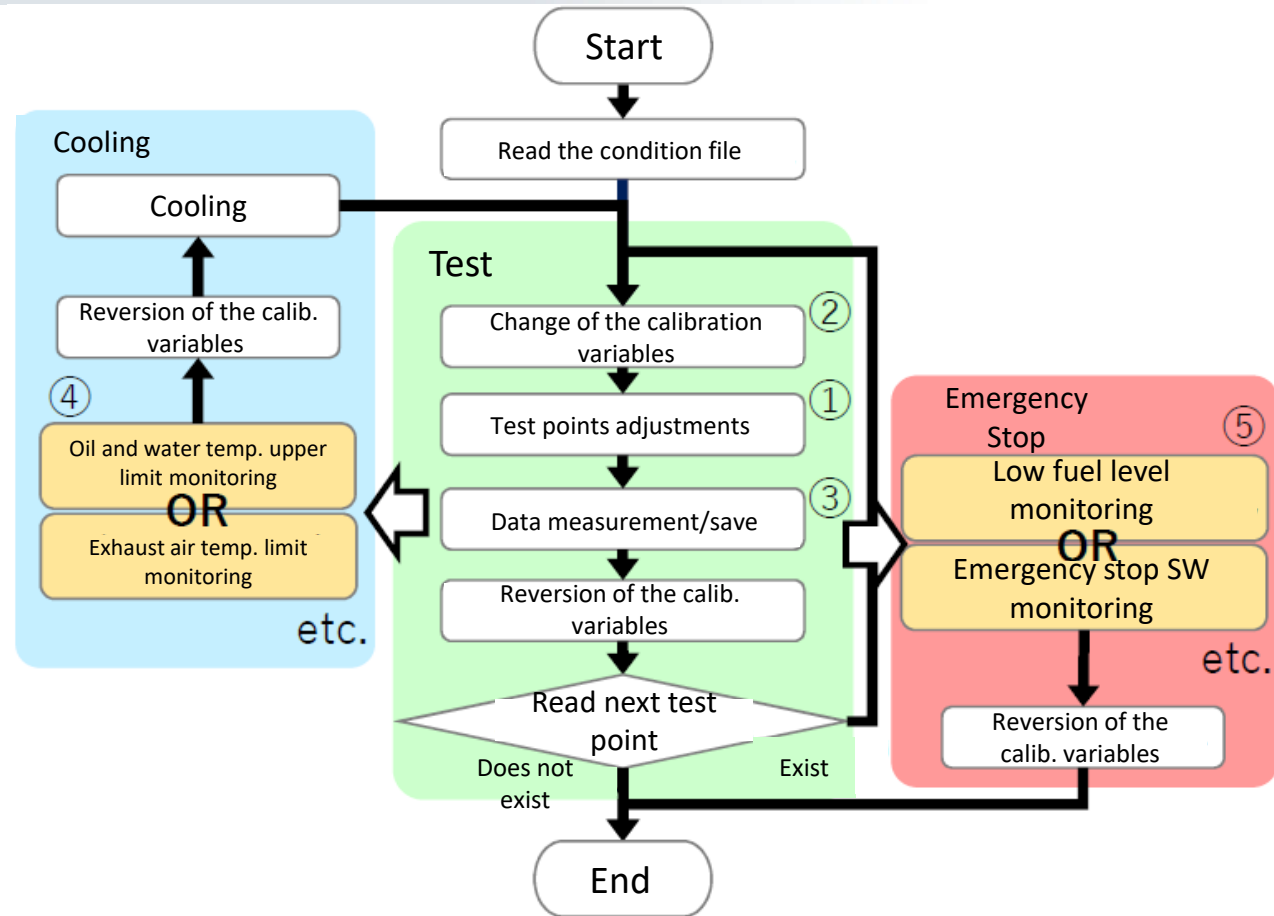 Start
Read the condition file
Cooling
Cooling
Reversion of the calib.
variables
④
Oil and water temp. upper
limit monitoring
OR
Exhaust air temp. limit
monitoring
etc.
Test
Change of the calibration
variables
②
Test points adjustments
①
Data measurement/save
③
Reversion of the calib.
variables
Read next test
point
Does not
exist
Exist
Emergency
Stop
⑤
Low fuel level
monitoring
OR
Emergency stop SW
monitoring
etc.
Reversion of the
calib. variables
End